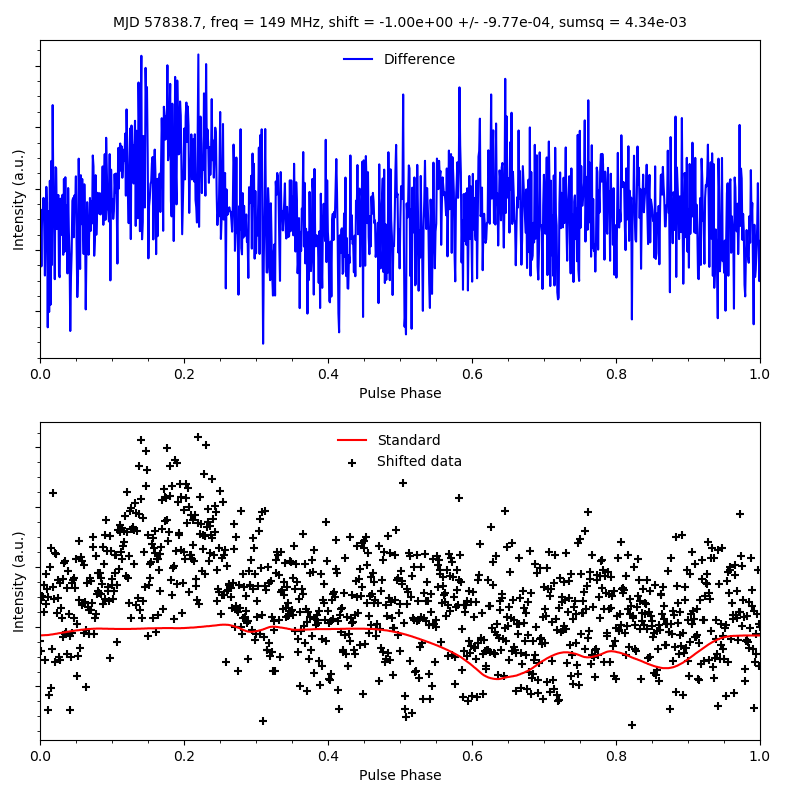 MJD 57838.7, freq = 149 MHz, shift = -1.00e+00 +/- -9.77e-04, sumsq = 4.34e-03
Difference
Intensity (a.u.)
0.0 0.2 0.4 0.6 0.8 1.0
Pulse Phase
Standard
Shifted data
Intensity (a.u.)
0.0 0.2 0.4 0.6 0.8 1.0
Pulse Phase